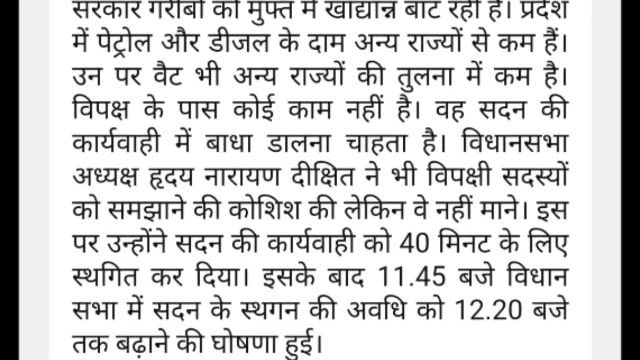 सरकार गरीबों को मुफ्त में खाद्यान्न बांट रही है। प्रदेश
में पेट्रोल और डीजल के दाम अन्य राज्यों से कम हैं।
उन पर वैट भी अन्य राज्यों की तुलना में कम है।
विपक्ष के पास कोई काम नहीं है। वह सदन की
कार्यवाही में बाधा डालना चाहता है। विधानसभा
अध्यक्ष हृदय नारायण दीक्षित ने भी विपक्षी सदस्यों
को समझाने की कोशिश की लेकिन वे नहीं माने। इस
पर उन्होंने सदन की कार्यवाही को 40 मिनट के लिए
स्थगित कर दिया। इसके बाद 11.45 बजे विधान
सभा में सदन के स्थगन की अवधि को 12.20 बजे
तक बढ़ाने की घोषणा हुई।